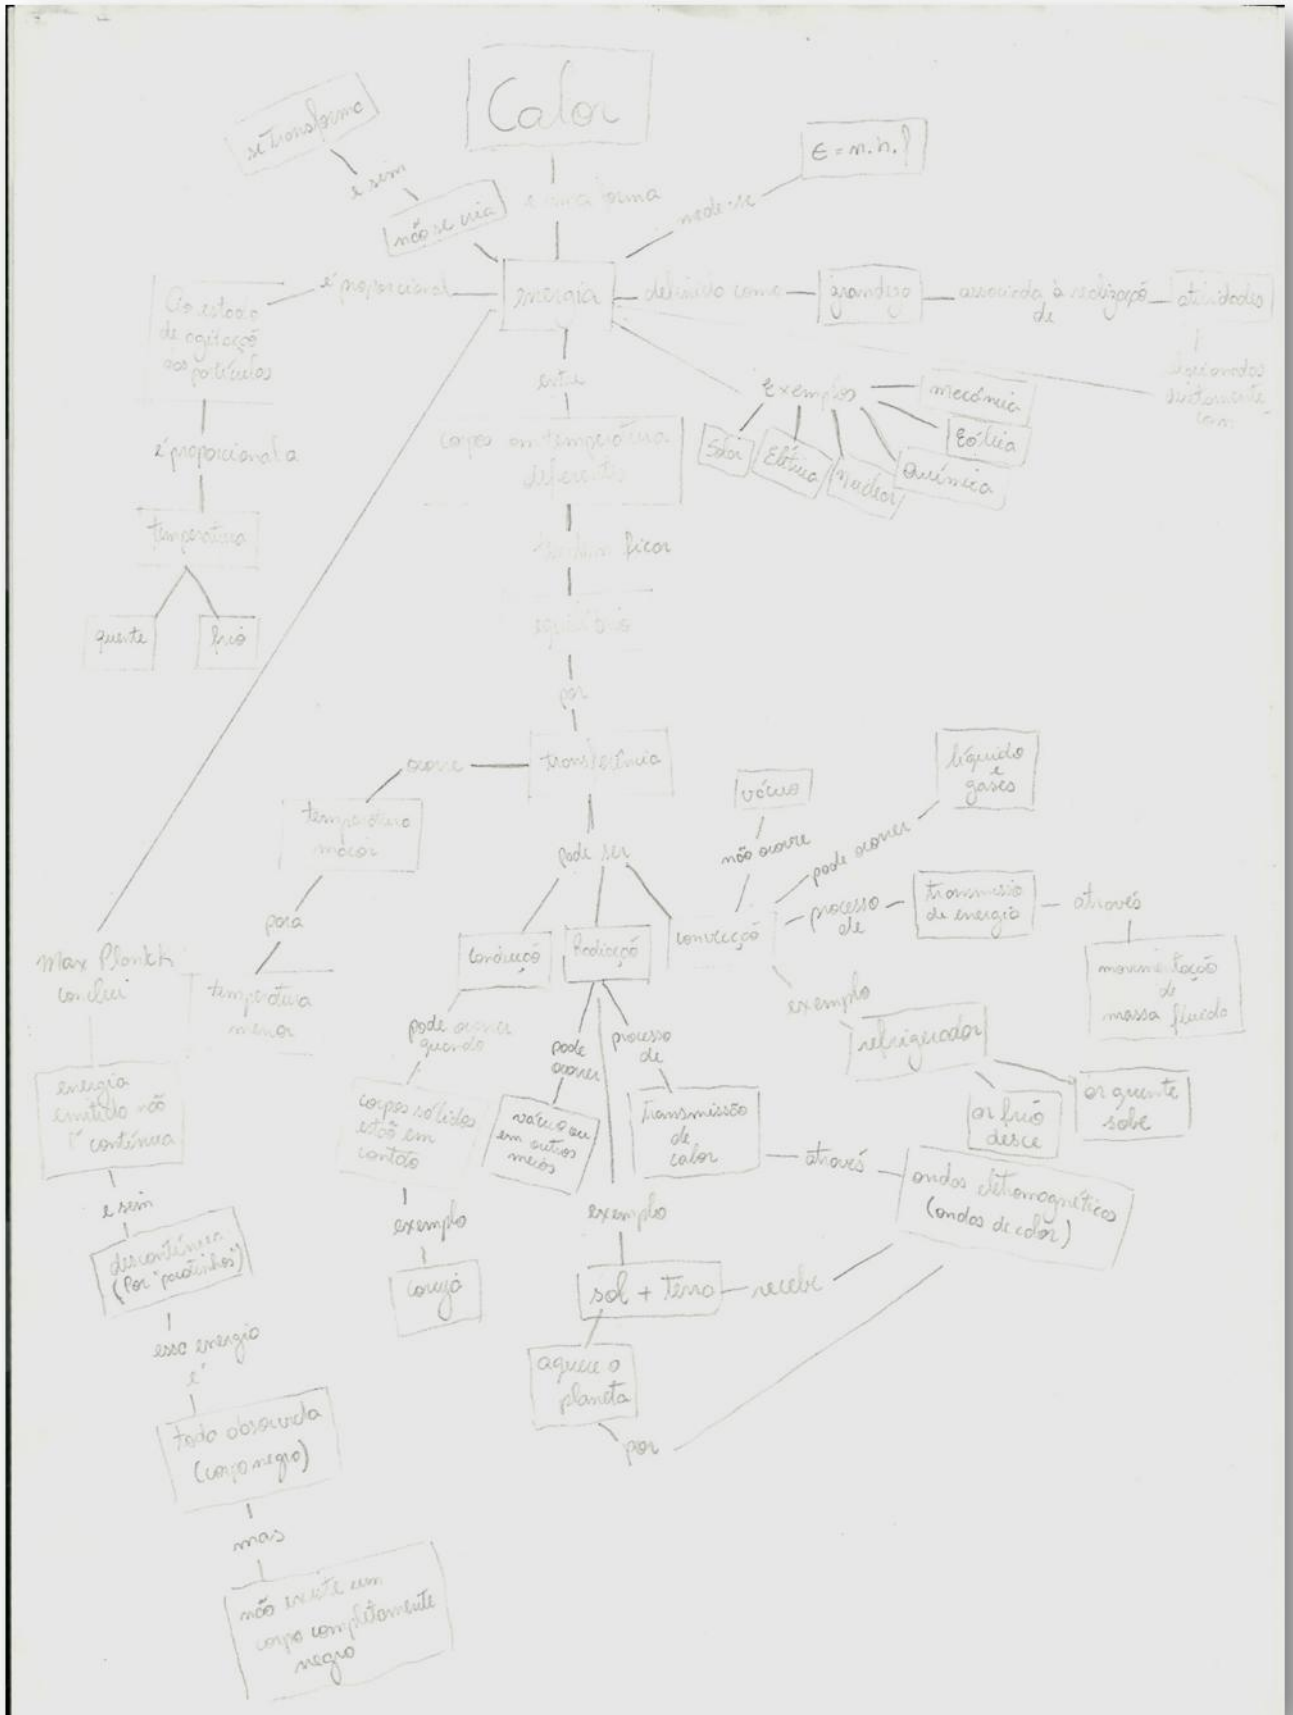 Calor
se transforma
e sim
não se cria
é uma forma
mede-se
E = n.h.f
é proporcional
energia
definido como
grandeza
associada à realização
de
atividades
Ao estado
de agitação
das partículas
relacionadas
diretamente
com
entre
Exemplos
mecânica
Eólica
Química
Nuclear
Elétrica
Solar
corpos em temperatura
diferentes
é proporcional a
temperatura
quente
frio
tendem ficar
equilíbrio
por
transferência
ocorre
temperatura
maior
para
temperatura
menor
pode ser
condução
Radiação
convecção
não ocorre
vácuo
pode ocorrer
líquido
e
gases
processo
de
transmissão
de energia
através
movimentação
de
massa fluido
exemplo
refrigerador
ar frio
desce
ar quente
sobe
Max Planck
conclui
energia
emitida não
é contínua
e sim
descontínua
(Por "pacotinhos")
essa energia
é
toda absorvida
(corpo negro)
mas
não existe um
corpo completamente
negro
pode ocorrer
quando
corpos sólidos
estão em
contato
exemplo
pode
ocorrer
vácuo ou
em outros
meios
processo
de
Transmissão
de
calor
através
ondas eletromagnéticas
(ondas de calor)
exemplo
sol + Terra
recebe
aquece o
planeta
por